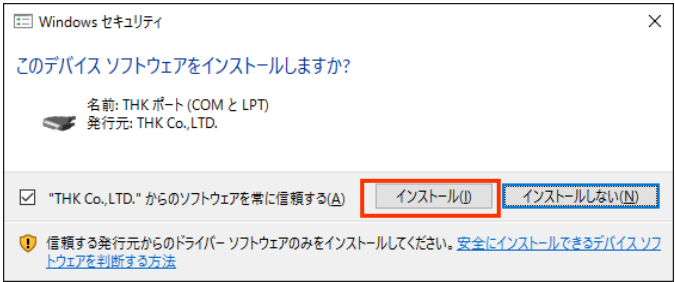 Windows セキュリティ
このデバイス ソフトウェアをインストールしますか?
名前: THK ポート (COM と LPT)
発行元: THK Co.,LTD.
"THK Co.,LTD." からのソフトウェアを常に信頼する(A)
インストール(I)
インストールしない(N)
信頼する発行元からのドライバー ソフトウェアのみをインストールしてください。安全にインストールできるデバイス ソフ
トウェアを判断する方法